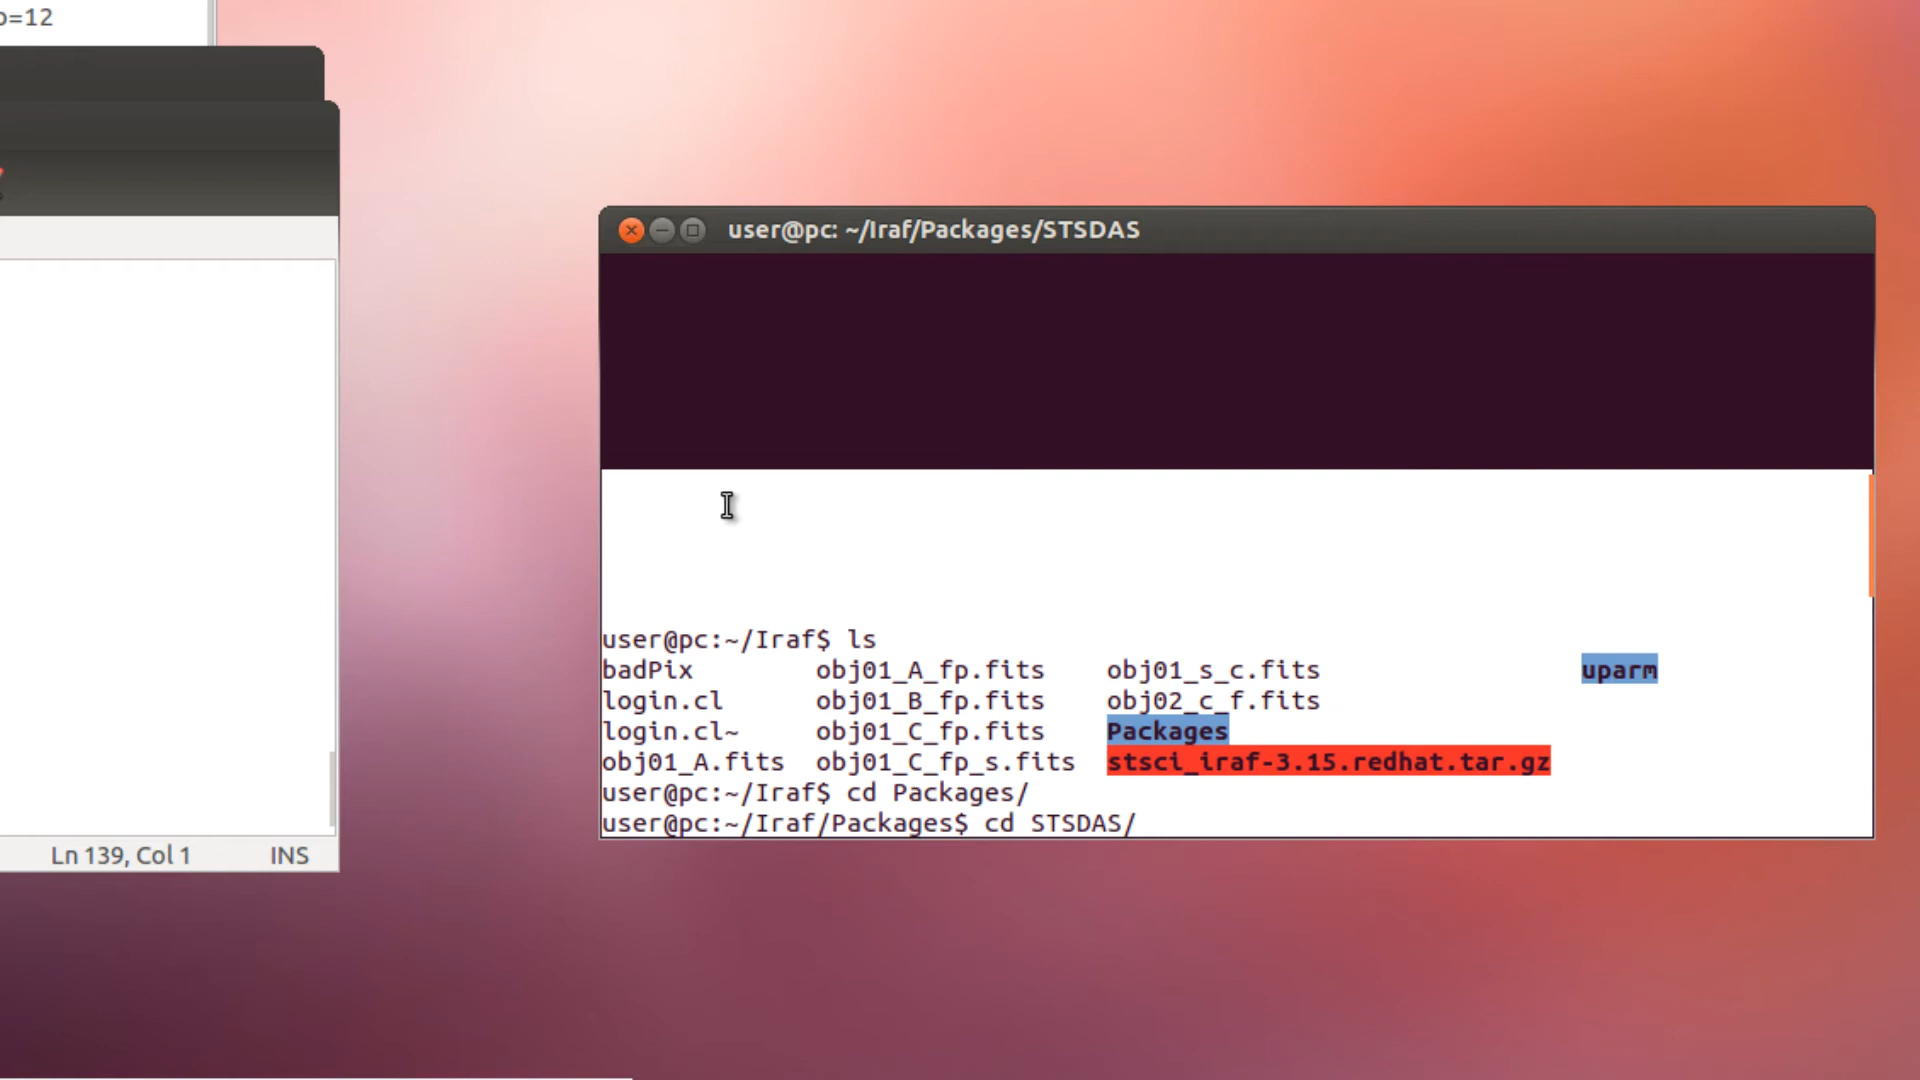 =12
user@pc: ~/Iraf/Packages/STSDAS
user@pc:~/Iraf$ ls
badPix obj01_A_fp.fits obj01_s_c.fits uparm
login.cl obj01_B_fp.fits obj02_c_f.fits
login.cl~ obj01_C_fp.fits Packages
obj01_A.fits obj01_C_fp_s.fits stsci_iraf-3.15.redhat.tar.gz
user@pc:~/Iraf$ cd Packages/
user@pc:~/Iraf/Packages$ cd STSDAS/
Ln 139, Col 1 INS